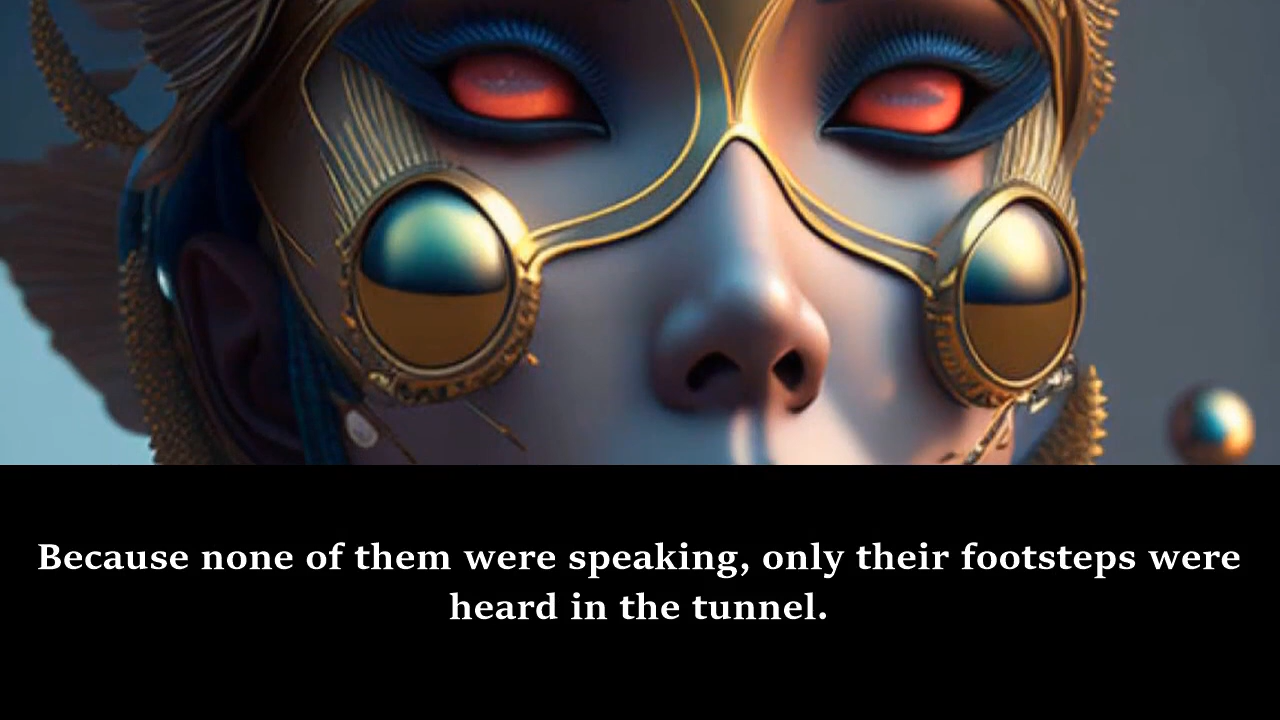 Because none of them were speaking, only their footsteps were
heard in the tunnel.